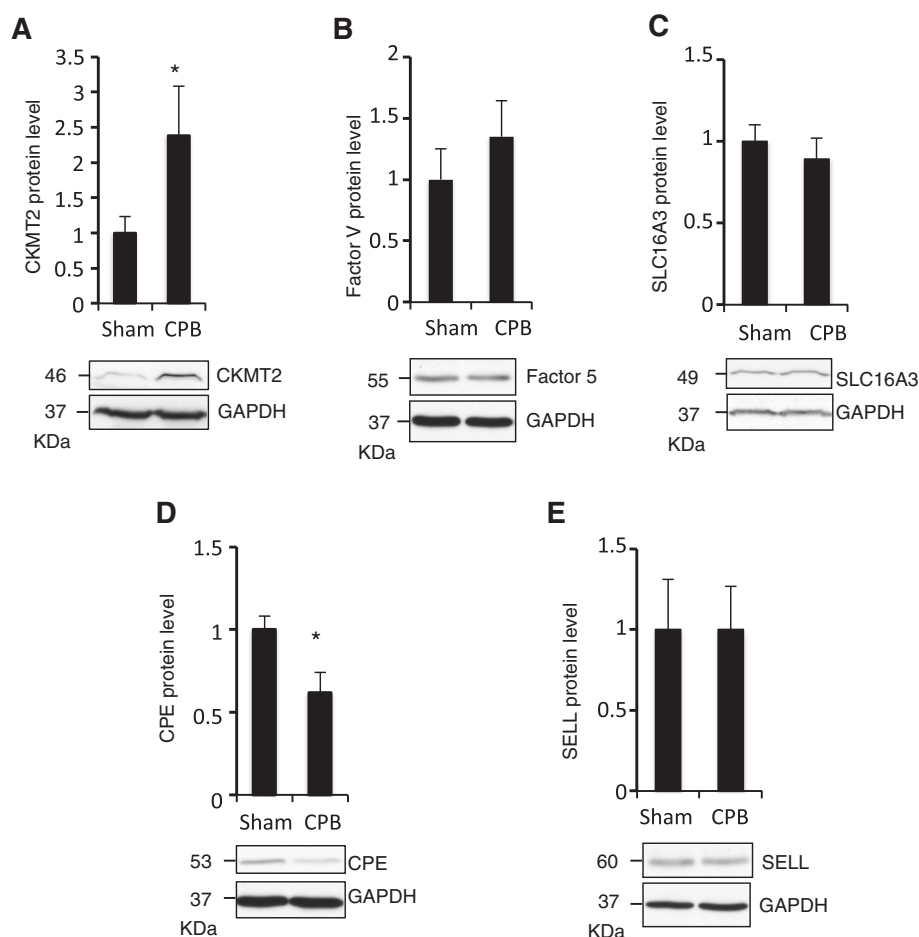 A
CKMT2 protein level
3.5
3
2.5
2
1.5
1
0.5
0
*
Sham CPB
46 CKMT2
37 GAPDH
KDa
B
Factor V protein level
2
1.5
1
0.5
0
Sham CPB
55 Factor 5
37 GAPDH
KDa
C
SLC16A3 protein level
1.5
1
0.5
0
Sham CPB
49 SLC16A3
37 GAPDH
KDa
D
CPE protein level
1.5
1
0.5
0
*
Sham CPB
53 CPE
37 GAPDH
KDa
E
SELL protein level
1.5
1
0.5
0
Sham CPB
60 SELL
37 GAPDH
KDa